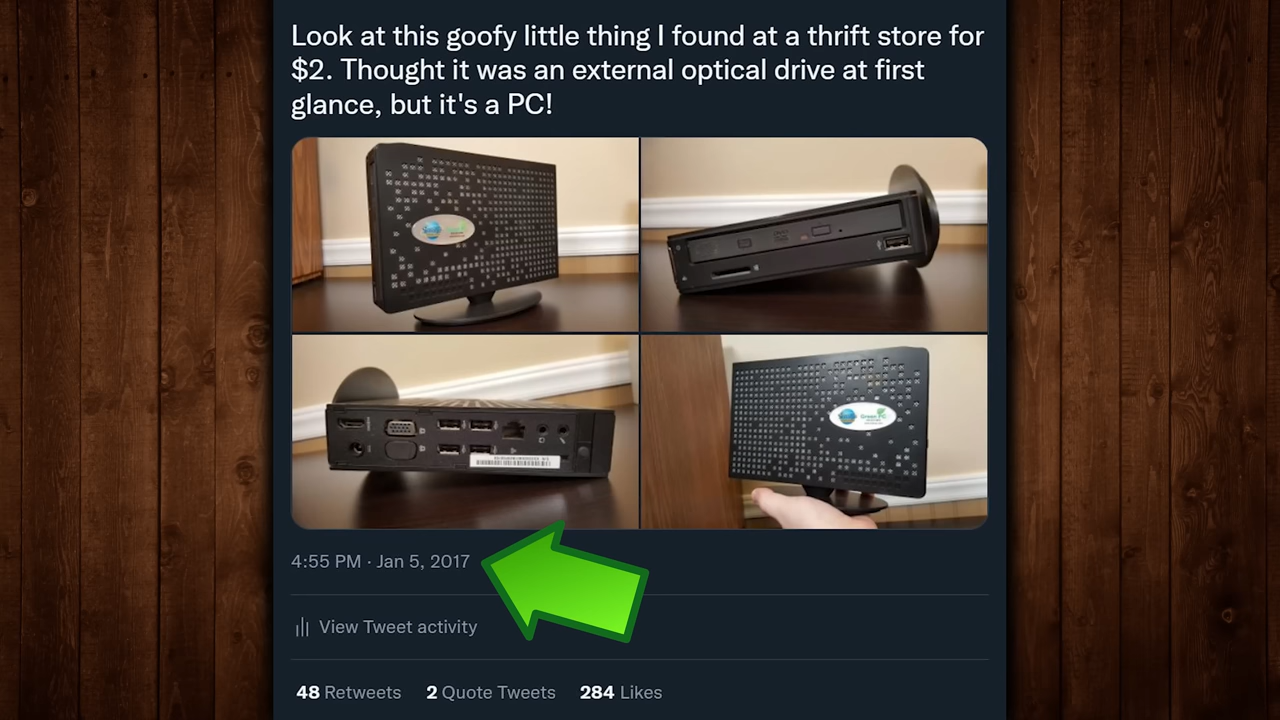 Look at this goofy little thing I found at a thrift store for
$2. Thought it was an external optical drive at first
glance, but it's a PC!
Green PC
4:55 PM · Jan 5, 2017
View Tweet activity
48 Retweets 2 Quote Tweets 284 Likes